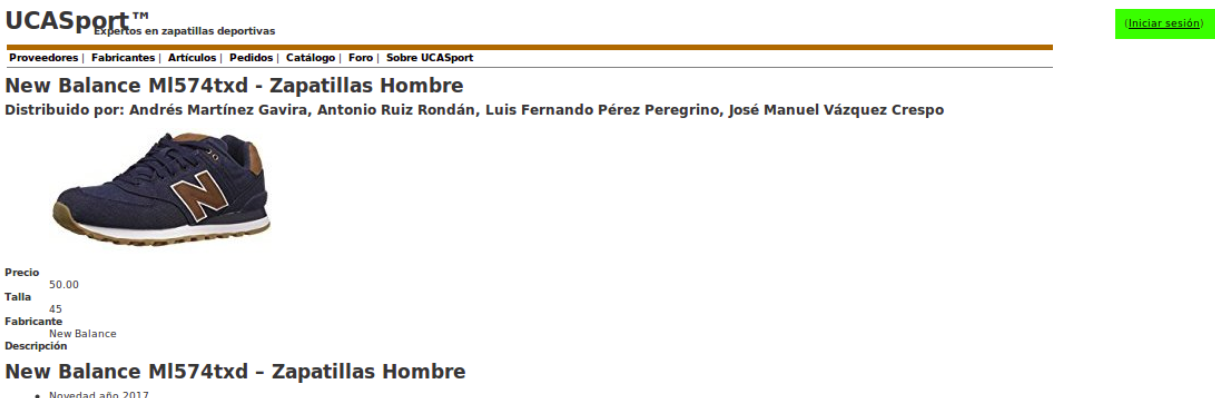 UCASport™
Expertos en zapatillas deportivas
(Iniciar sesión)
Proveedores | Fabricantes | Artículos | Pedidos | Catálogo | Foro | Sobre UCASport
New Balance Ml574txd - Zapatillas Hombre
Distribuido por: Andrés Martínez Gavira, Antonio Ruiz Rondán, Luis Fernando Pérez Peregrino, José Manuel Vázquez Crespo
N
Precio
50.00
Talla
45
Fabricante
New Balance
Descripción
New Balance Ml574txd – Zapatillas Hombre
• Novedad año 2017